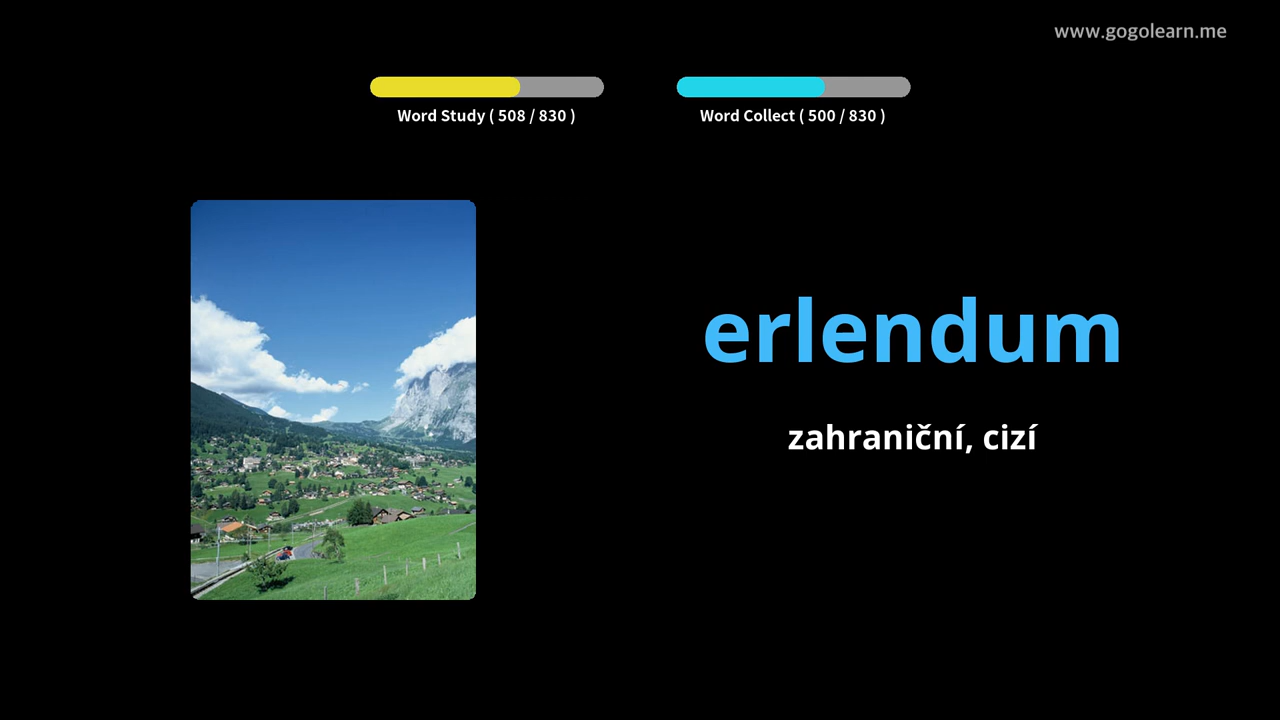 www.gogolearn.me
Word Study ( 508 / 830 )
Word Collect ( 500 / 830 )
erlendum
zahraniční, cizí